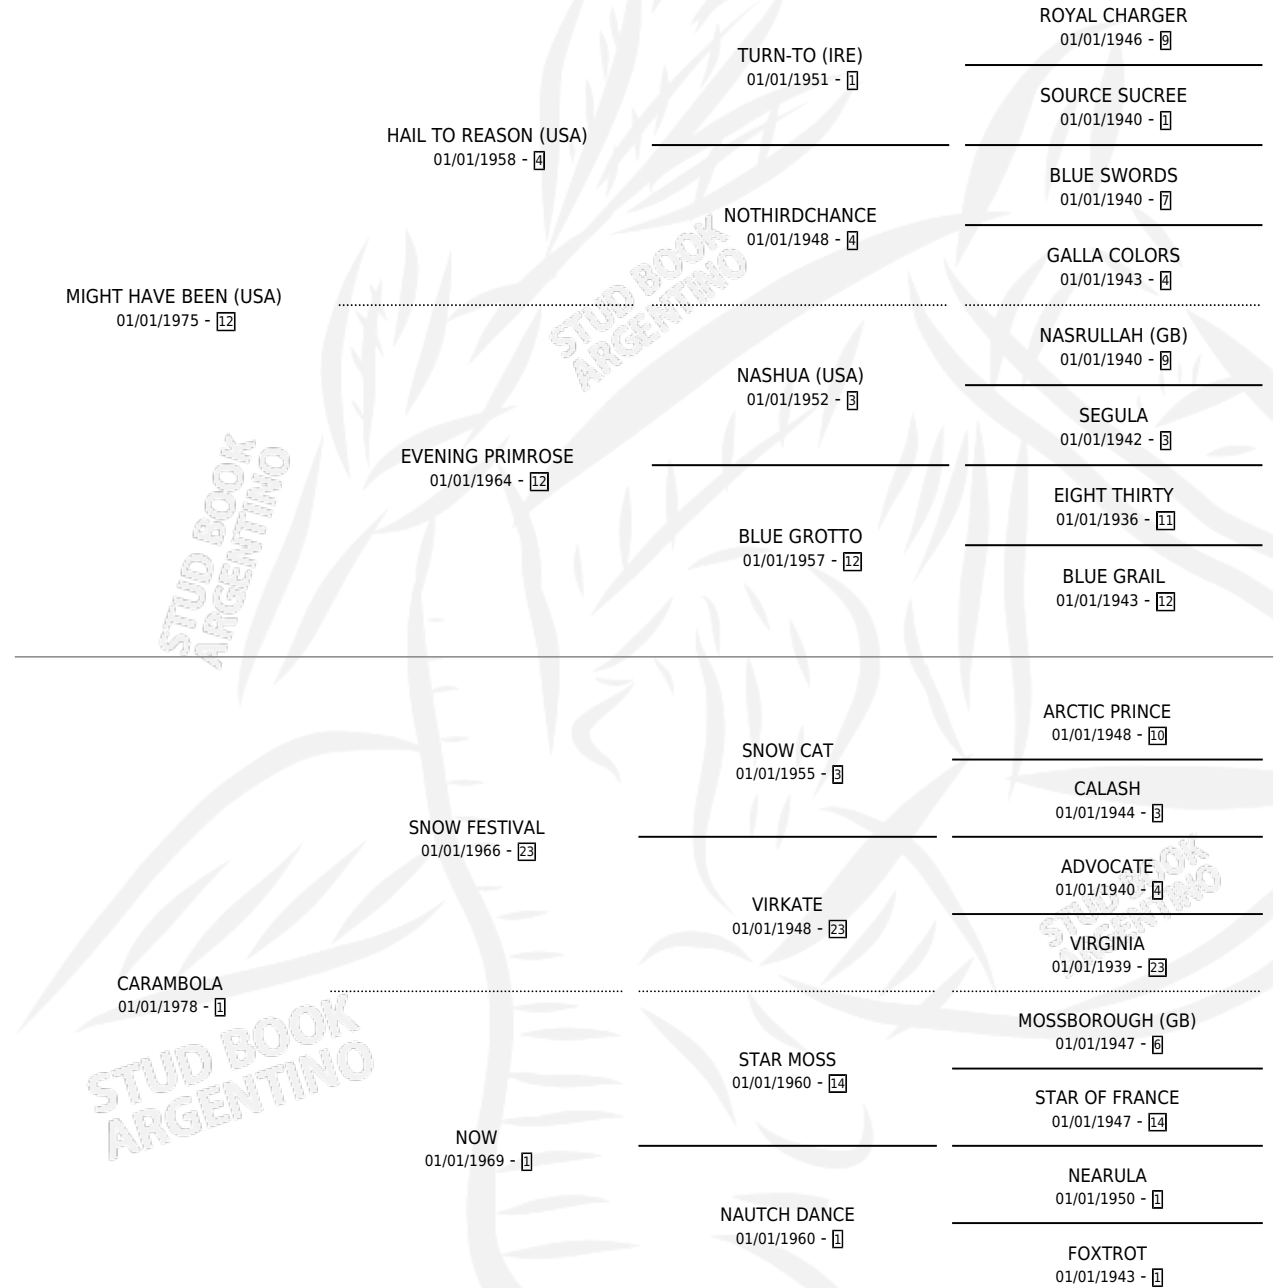 ROYAL CHARGER
01/01/1946 - 9
TURN-TO (IRE)
01/01/1951 - 1
SOURCE SUCREE
01/01/1940 - 1
HAIL TO REASON (USA)
01/01/1958 - 4
BLUE SWORDS
01/01/1940 - 7
NOTHIRDCHANCE
01/01/1948 - 4
GALLA COLORS
01/01/1943 - 4
MIGHT HAVE BEEN (USA)
01/01/1975 - 12
NASRULLAH (GB)
01/01/1940 - 9
NASHUA (USA)
01/01/1952 - 3
SEGULA
01/01/1942 - 3
EVENING PRIMROSE
01/01/1964 - 12
EIGHT THIRTY
01/01/1936 - 11
BLUE GROTTO
01/01/1957 - 12
BLUE GRAIL
01/01/1943 - 12
ARCTIC PRINCE
01/01/1948 - 10
SNOW CAT
01/01/1955 - 3
CALASH
01/01/1944 - 3
SNOW FESTIVAL
01/01/1966 - 23
ADVOCATE
01/01/1940 - 4
VIRKATE
01/01/1948 - 23
VIRGINIA
01/01/1939 - 23
CARAMBOLA
01/01/1978 - 1
MOSSBOROUGH (GB)
01/01/1947 - 6
STAR MOSS
01/01/1960 - 14
STAR OF FRANCE
01/01/1947 - 14
NOW
01/01/1969 - 1
NEARULA
01/01/1950 - 1
NAUTCH DANCE
01/01/1960 - 1
FOXTROT
01/01/1943 - 1
STUD BOOK
ARGENTINO
STUD BOOK
ARGENTINO
STUD BOOK
ARGENTINO
STUD BOOK
ARGENTINO